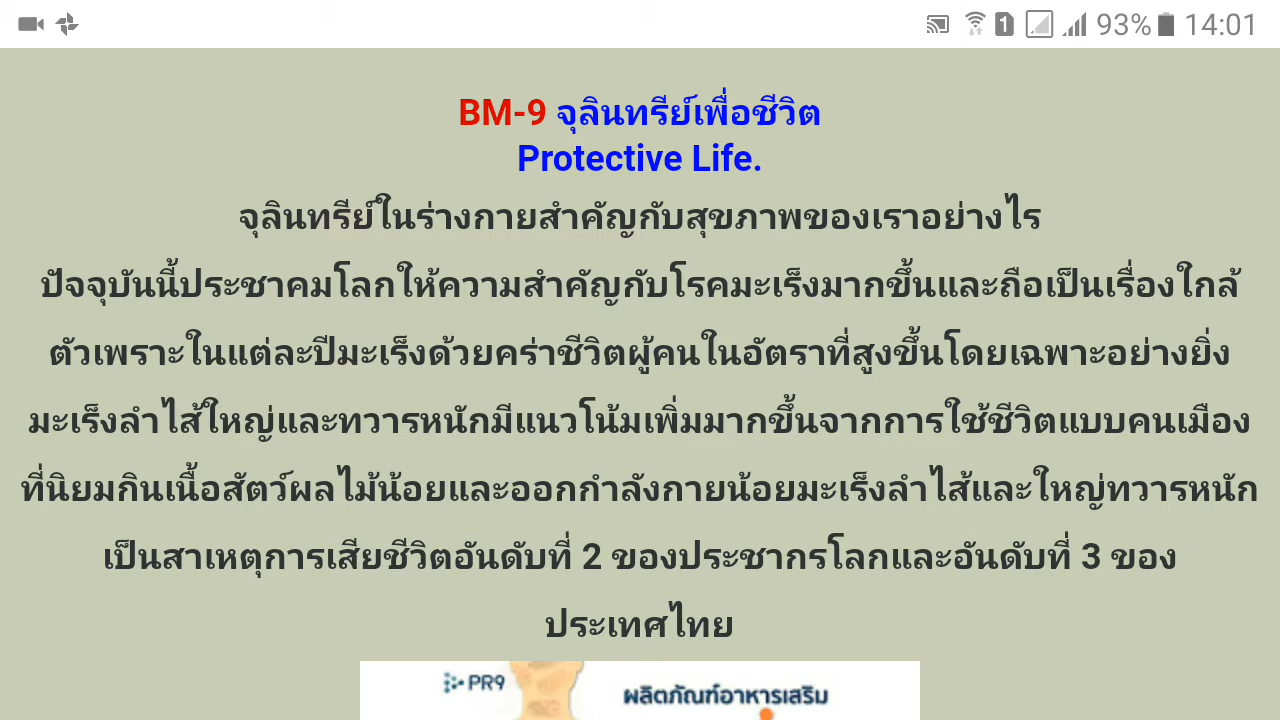 93% 14:01
BM-9 จุลินทรีย์เพื่อชีวิต
Protective Life.
จุลินทรีย์ในร่างกายสำคัญกับสุขภาพของเราอย่างไร
ปัจจุบันนี้ประชาคมโลกให้ความสำคัญกับโรคมะเร็งมากขึ้นและถือเป็นเรื่องใกล้
ตัวเพราะในแต่ละปีมะเร็งด้วยคร่าชีวิตผู้คนในอัตราที่สูงขึ้นโดยเฉพาะอย่างยิ่ง
มะเร็งลำไส้ใหญ่และทวารหนักมีแนวโน้มเพิ่มมากขึ้นจากการใช้ชีวิตแบบคนเมือง
ที่นิยมกินเนื้อสัตว์ผลไม้น้อยและออกกำลังกายน้อยมะเร็งลำไส้และใหญ่ทวารหนัก
เป็นสาเหตุการเสียชีวิตอันดับที่ 2 ของประชากรโลกและอันดับที่ 3 ของ
ประเทศไทย
PR9 ผลิตภัณฑ์อาหารเสริม